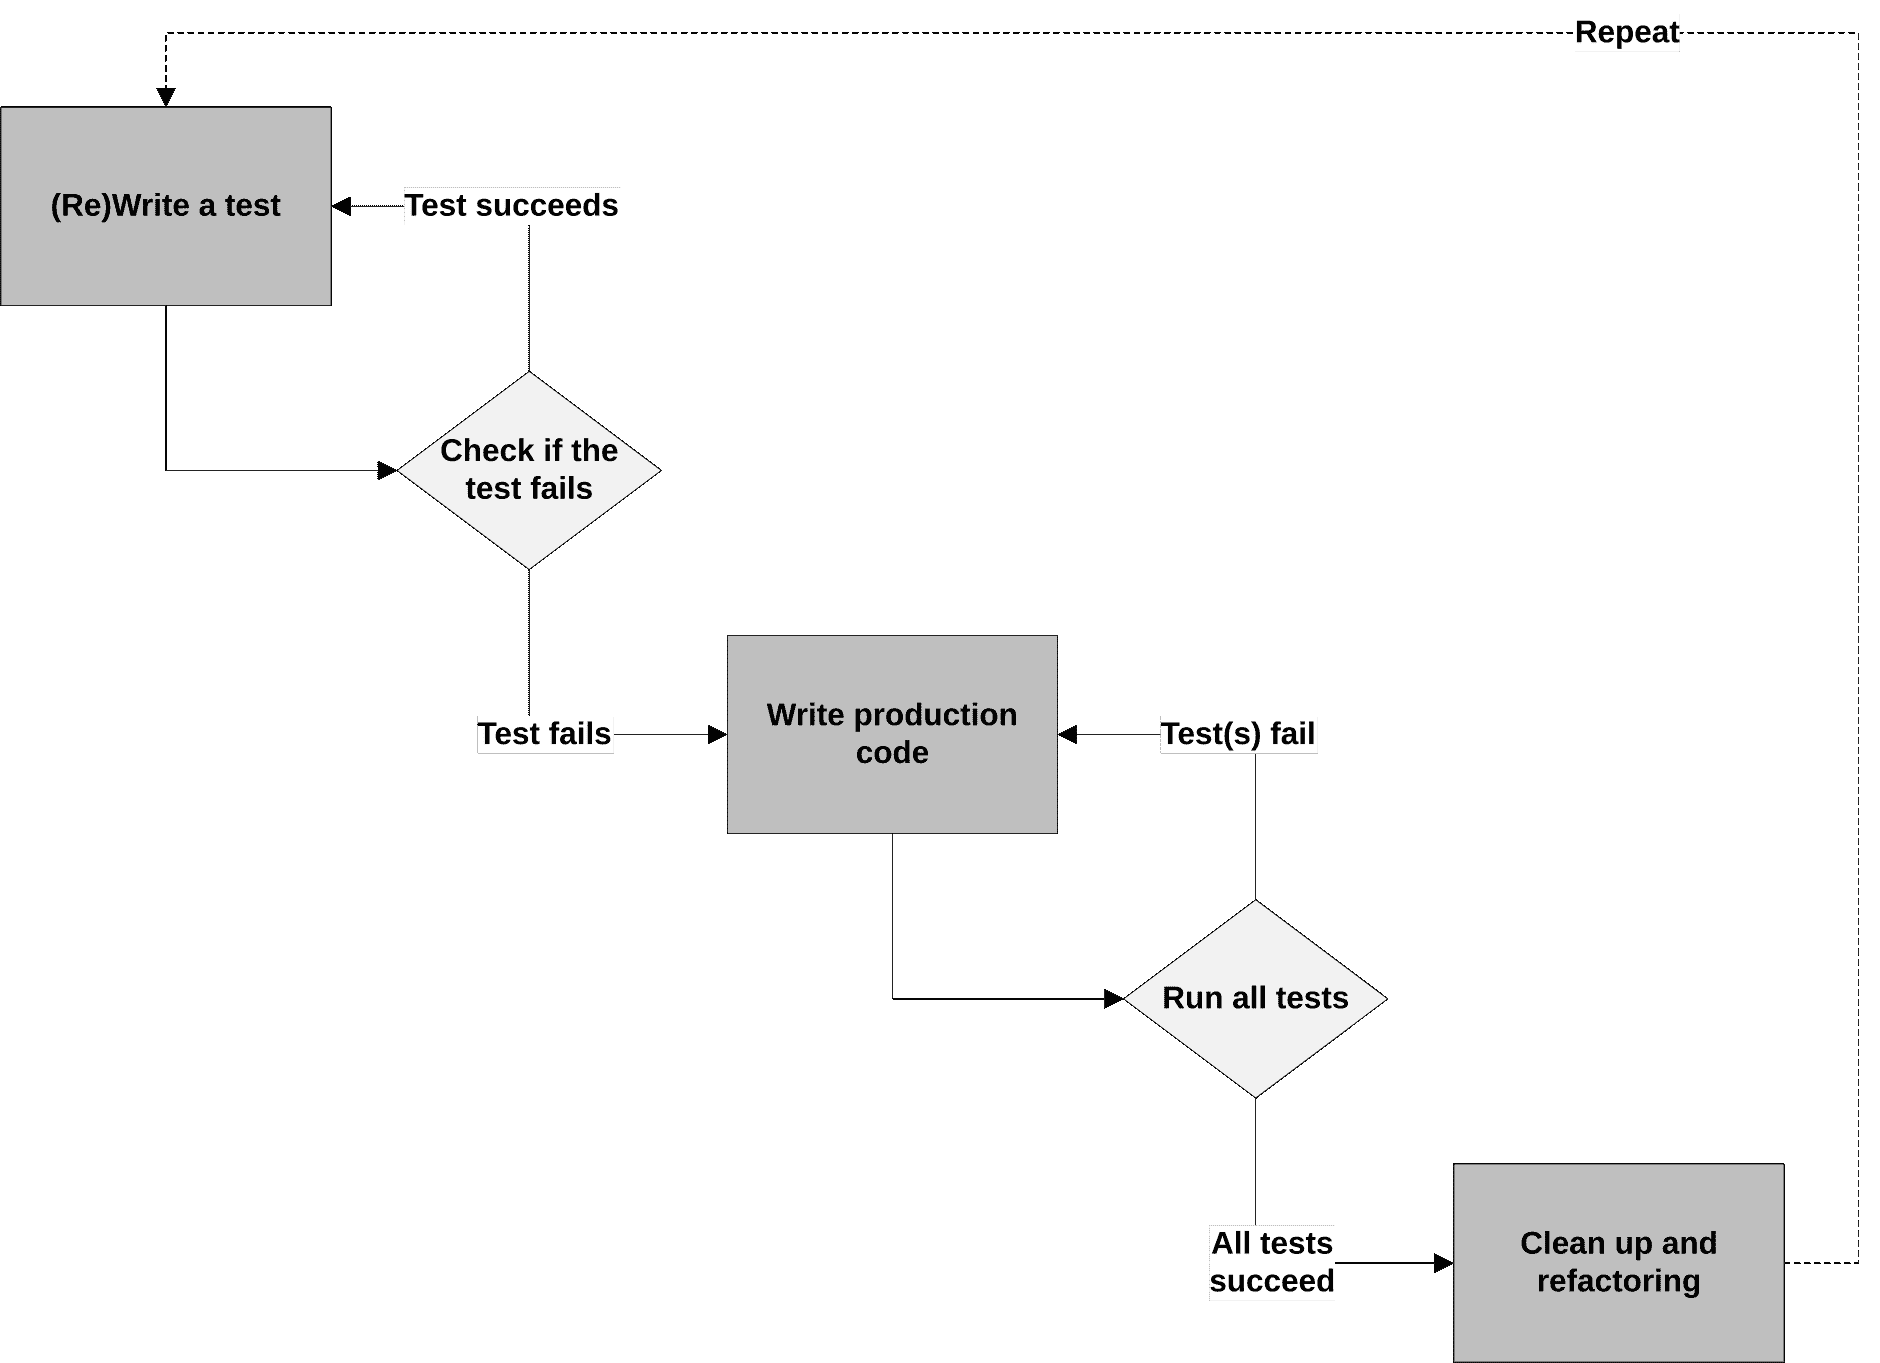 Repeat
(Re)Write a test
Test succeeds
Check if the
test fails
Test fails
Write production
code
Test(s) fail
Run all tests
All tests
succeed
Clean up and
refactoring